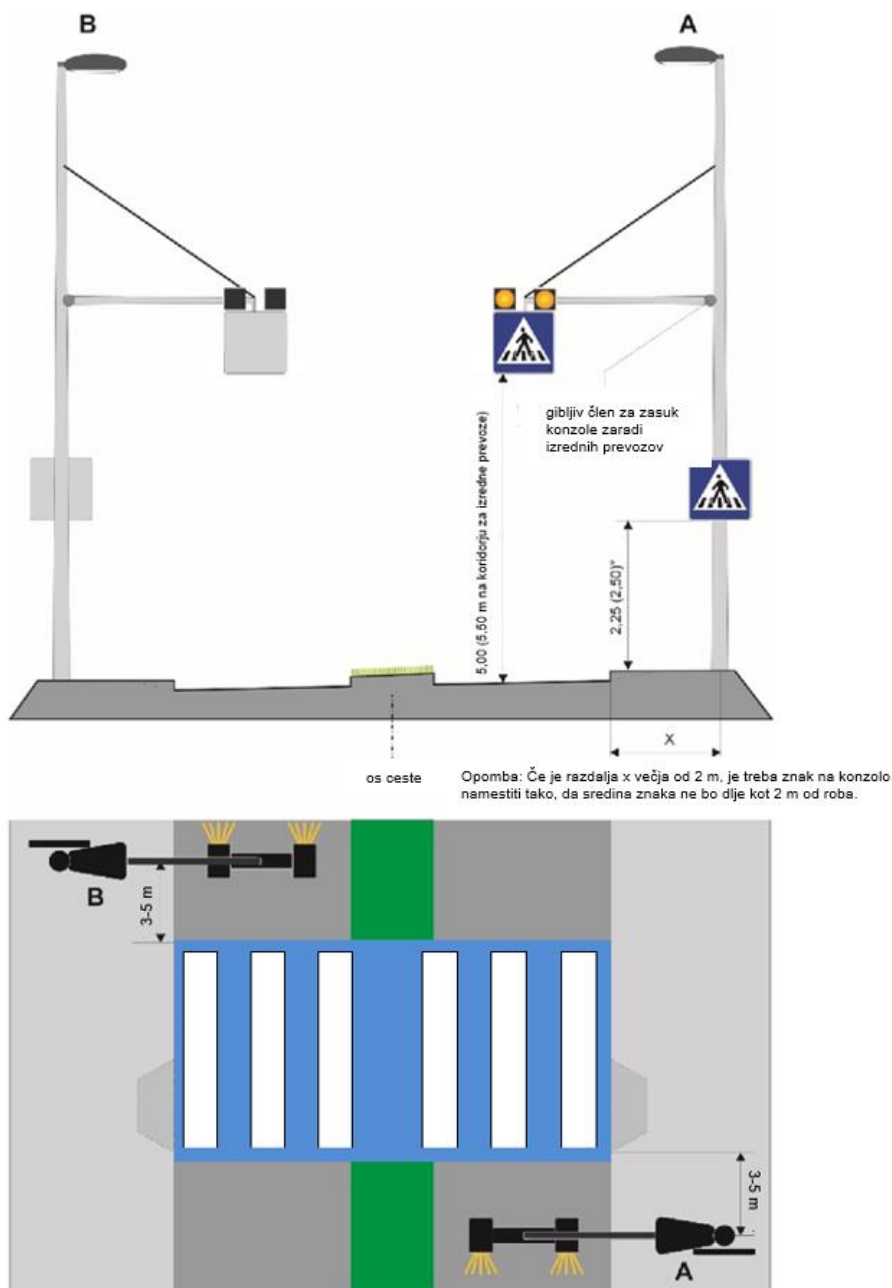 B
A
gibljiv člen za zasuk
konzole zaradi
izrednih prevozov
5,00 (5,50 m na koridorju za izredne prevoze)
2,25 (2,50)*
X
os ceste
Opomba: Če je razdalja x večja od 2 m, je treba znak na konzolo
namestiti tako, da sredina znaka ne bo dlje kot 2 m od roba.
B
3-5 m
3-5 m
A